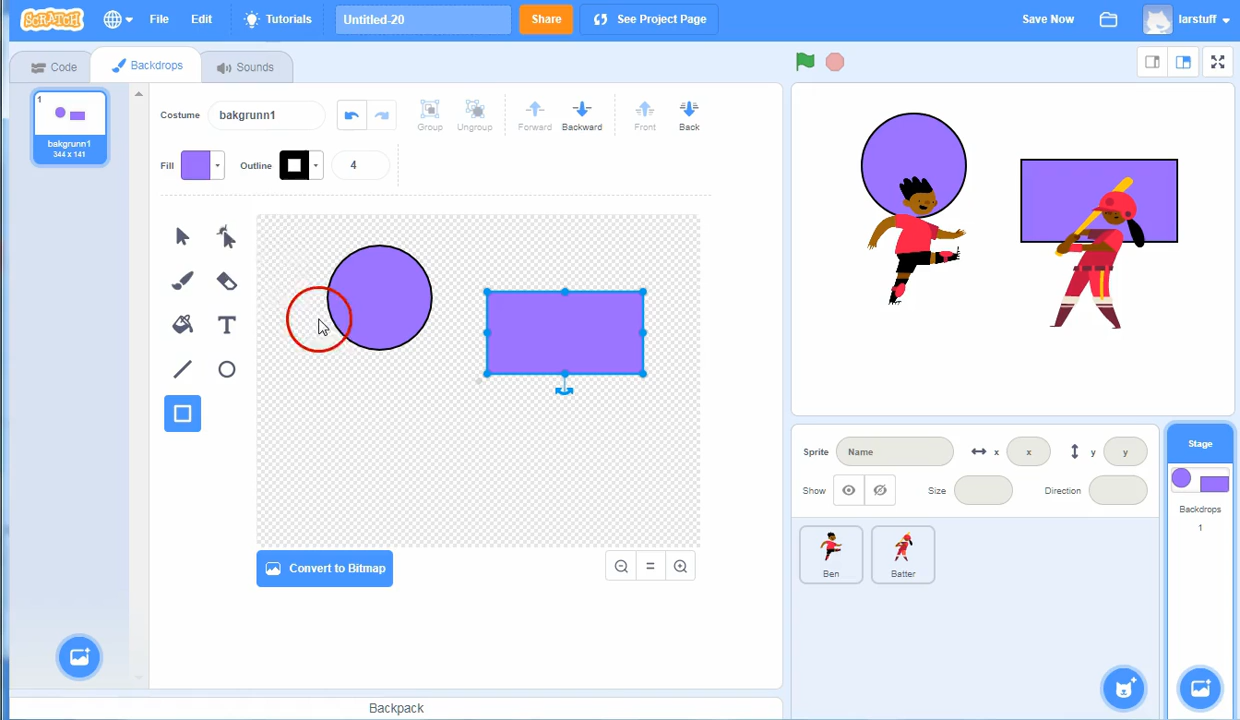 SCRATCH File Edit Tutorials Untitled-20 Share See Project Page Save Now larstuff
Code Backdrops Sounds
1
bakgrunn1
344 x 141
Costume bakgrunn1 Group Ungroup Forward Backward Front Back
Fill Outline 4
T
Convert to Bitmap
Sprite Name x x y y
Show Size Direction
Ben Batter
Stage
Backdrops
1
Backpack